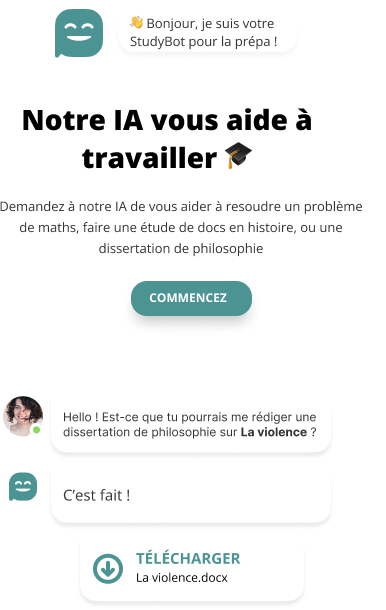 👋 Bonjour, je suis votre
StudyBot pour la prépa !
Notre IA vous aide à
travailler 🎓
Demandez à notre IA de vous aider à resoudre un problème
de maths, faire une étude de docs en histoire, ou une
dissertation de philosophie
COMMENCEZ
Hello ! Est-ce que tu pourrais me rédiger une
dissertation de philosophie sur La violence ?
C’est fait !
TÉLÉCHARGER
La violence.docx